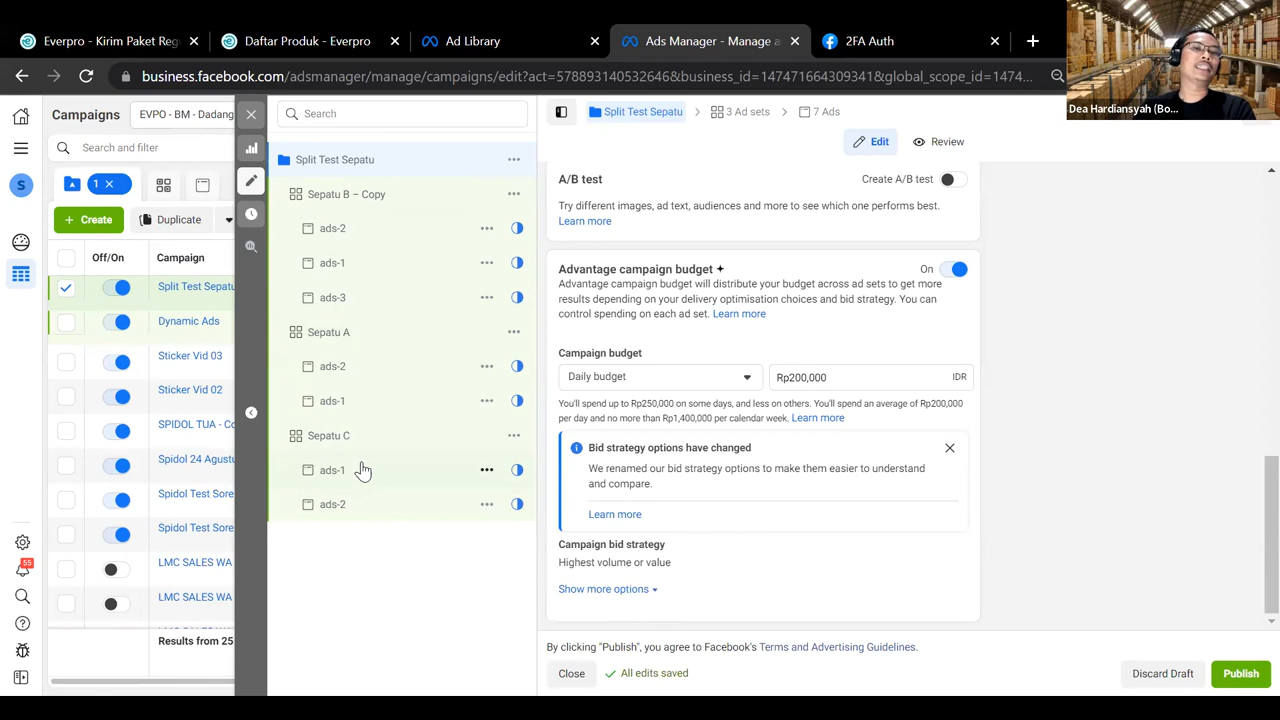 Everpro - Kirim Paket Reg
Daftar Produk - Everpro
Ad Library
Ads Manager - Manage a
2FA Auth
business.facebook.com/adsmanager/manage/campaigns/edit?act=578893140532646&business_id=147471664309341&global_scope_id=1474...
Dea Hardiansyah (Bo...
Campaigns
EVPO - BM - Dadang
Search and filter
1
Create
Duplicate
Off/On
Campaign
Split Test Sepatu
Dynamic Ads
Sticker Vid 03
Sticker Vid 02
SPIDOL TUA - Co
Spidol 24 Agustu
Spidol Test Sore
Spidol Test Sore
LMC SALES WA
LMC SALES WA
Results from 25
S
55
Search
Split Test Sepatu
Sepatu B – Copy
ads-2
ads-1
ads-3
Sepatu A
ads-2
ads-1
Sepatu C
ads-1
ads-2
Split Test Sepatu
3 Ad sets
7 Ads
Edit
Review
A/B test
Create A/B test
Try different images, ad text, audiences and more to see which one performs best.
Learn more
Advantage campaign budget
On
Advantage campaign budget will distribute your budget across ad sets to get more
results depending on your delivery optimisation choices and bid strategy. You can
control spending on each ad set. Learn more
Campaign budget
Daily budget
Rp200,000
IDR
You'll spend up to Rp250,000 on some days, and less on others. You'll spend an average of Rp200,000
per day and no more than Rp1,400,000 per calendar week. Learn more
Bid strategy options have changed
We renamed our bid strategy options to make them easier to understand
and compare.
Learn more
Campaign bid strategy
Highest volume or value
Show more options
By clicking "Publish", you agree to Facebook's Terms and Advertising Guidelines.
Close
All edits saved
Discard Draft
Publish